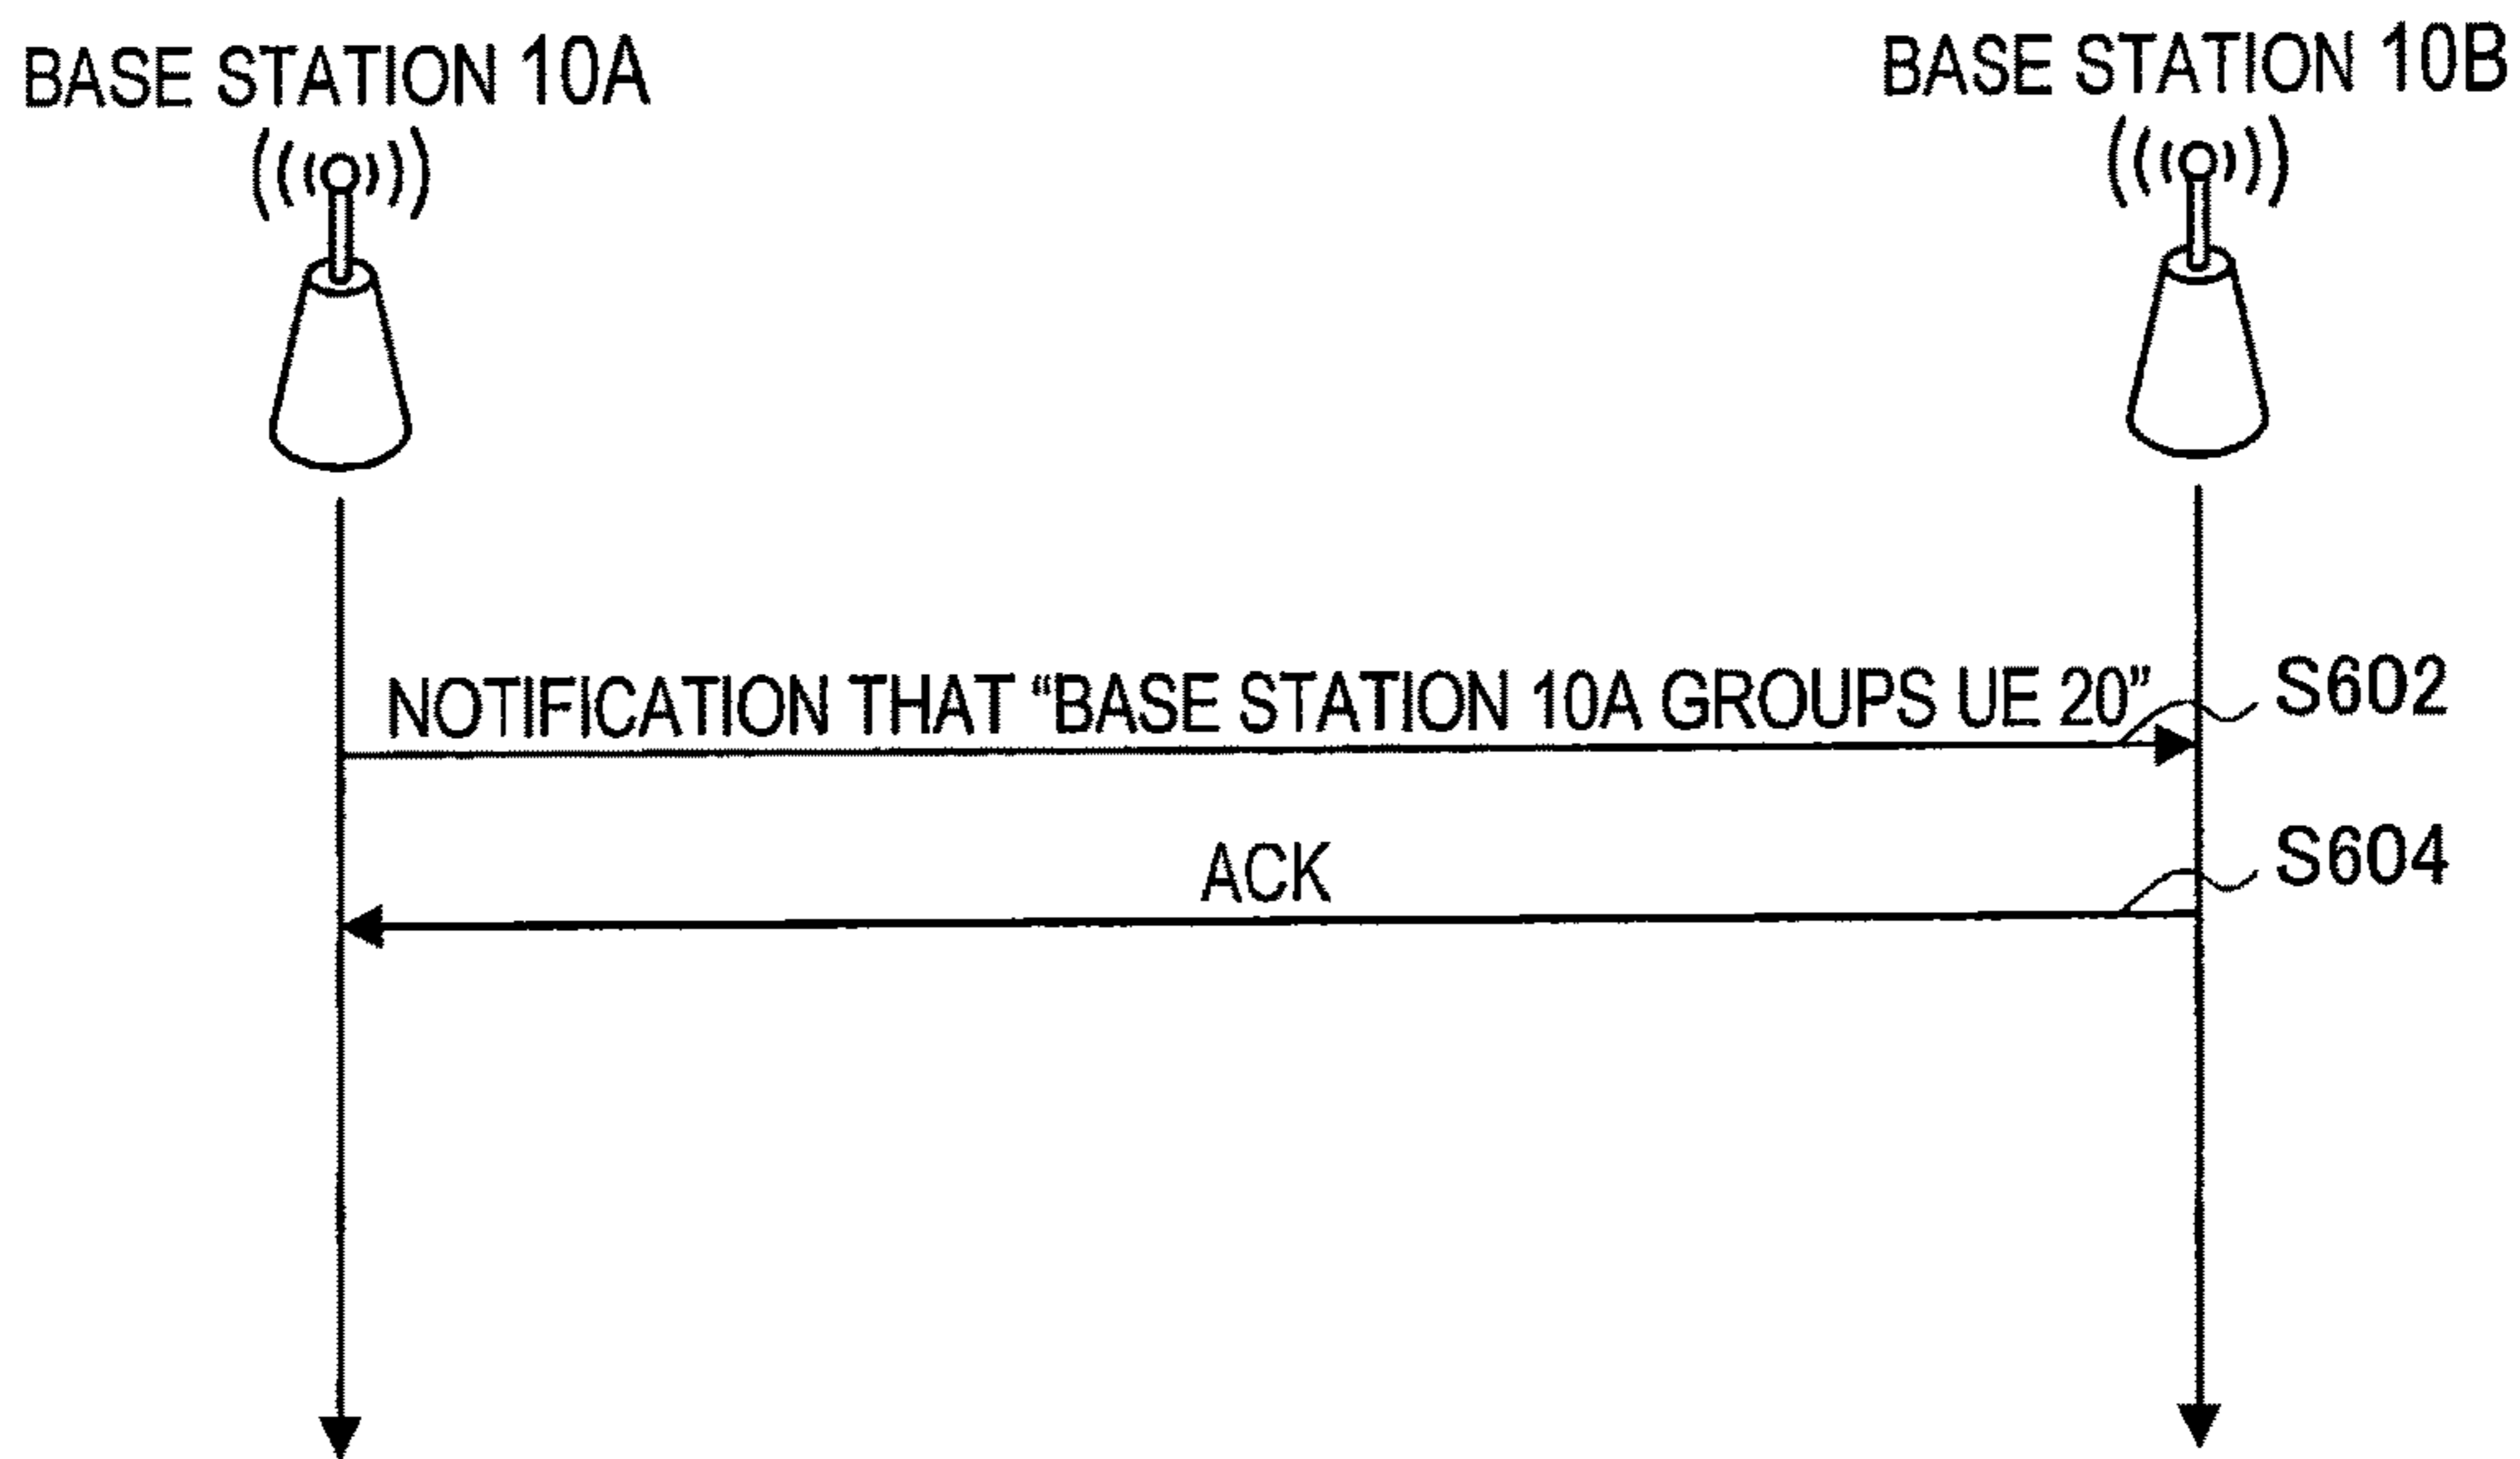 BASE STATION 10A
BASE STATION 10B
NOTIFICATION THAT “BASE STATION 10A GROUPS UE 20”
S602
ACK
S604